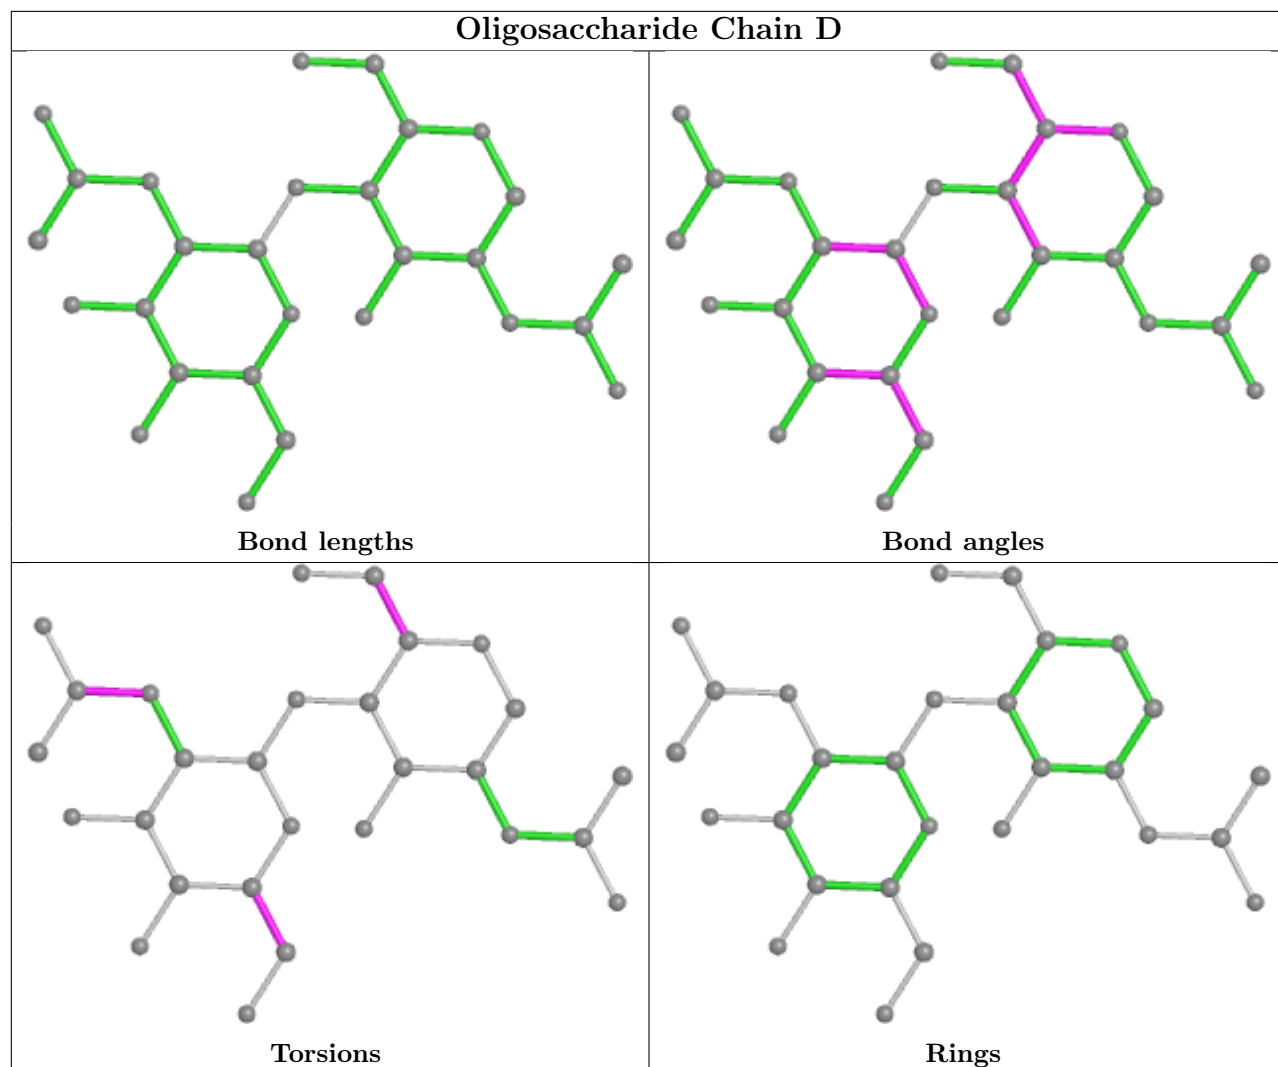 Oligosaccharide Chain D
Bond lengths
Bond angles
Torsions
Rings